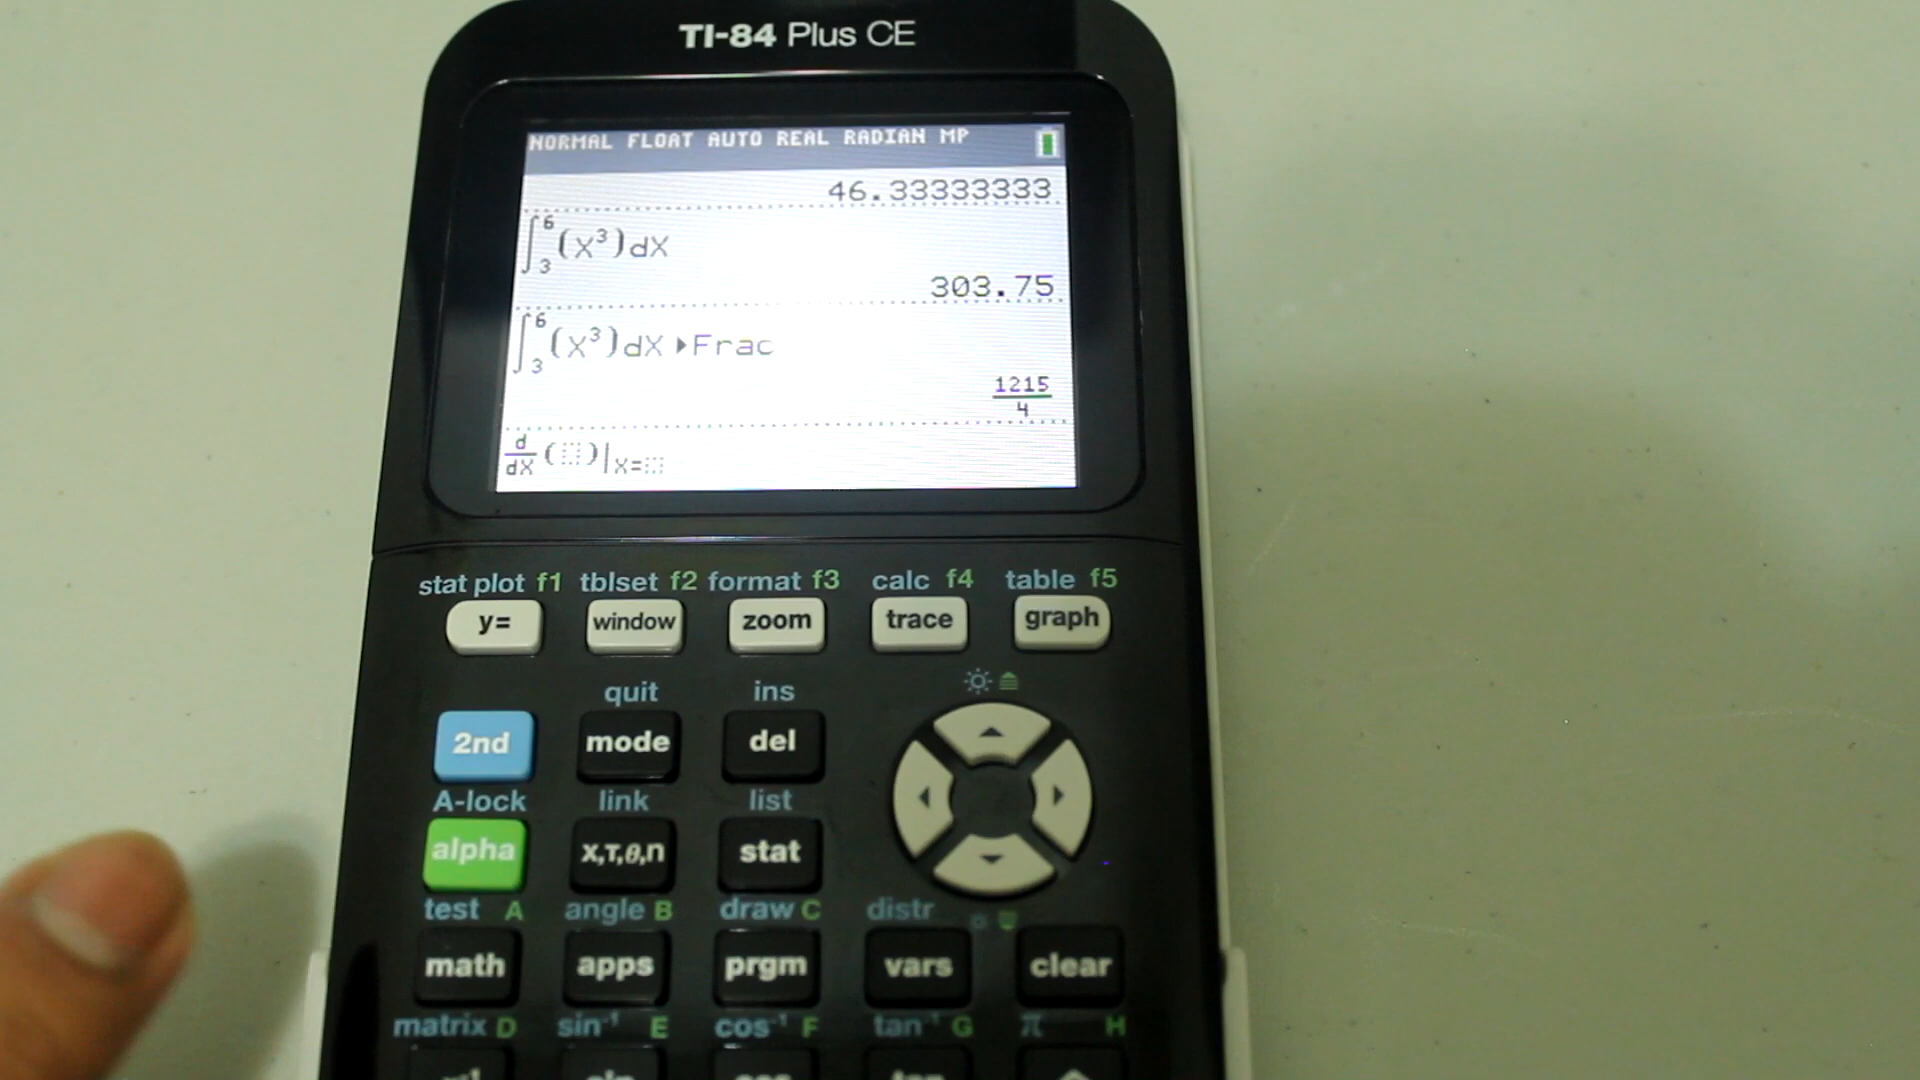 TI-84 Plus CE
NORMAL FLOAT AUTO REAL RADIAN MP
46.33333333
∫₃⁶(X³)dX
303.75
∫₃⁶(X³)dX▸Frac
1215/4
d/dX(⬚)|X=⬚
stat plot f1 tblset f2 format f3 calc f4 table f5
y= window zoom trace graph
quit ins
2nd mode del
A-lock link list
alpha X,T,θ,n stat
test A angle B draw C distr
math apps prgm vars clear
matrix D sin⁻¹ E cos⁻¹ F tan⁻¹ G π H